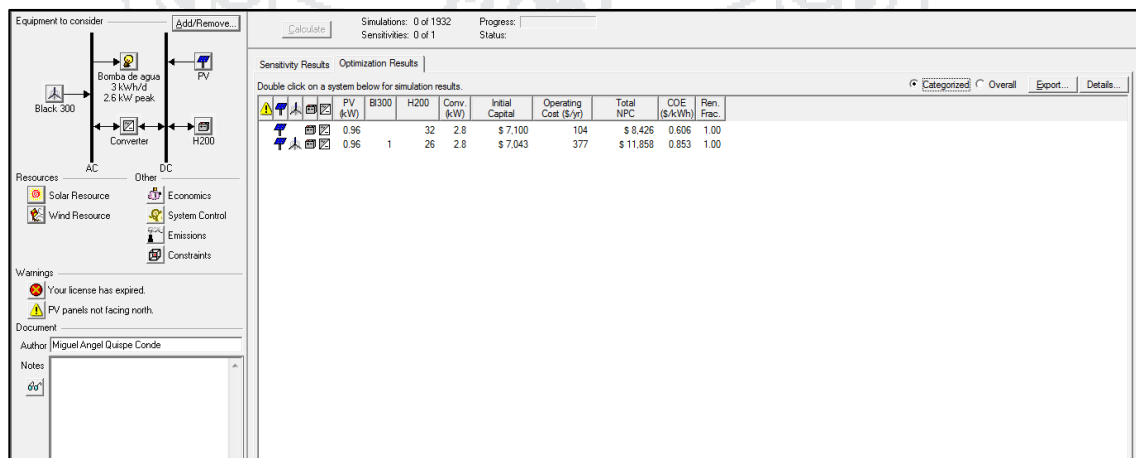 Equipment to consider Add/Remove...
Bomba de agua
3 kWh/d
2.6 kW peak
PV
Black 300
Converter
H200
AC DC
Resources Other
Solar Resource Economics
Wind Resource System Control
Emissions
Constraints
Warnings
Your license has expired.
PV panels not facing north.
Document
Author Miguel Angel Quispe Conde
Notes
Calculate
Simulations: 0 of 1932 Progress:
Sensitivities: 0 of 1 Status:
Sensitivity Results Optimization Results
Double click on a system below for simulation results. Categorized Overall Export... Details...
PV (kW) Bl300 H200 Conv. (kW) Initial Capital Operating Cost ($/yr) Total NPC COE ($/kWh) Ren. Frac.
0.96 32 2.8 $ 7,100 104 $ 8,426 0.606 1.00
0.96 1 26 2.8 $ 7,043 377 $ 11,858 0.853 1.00